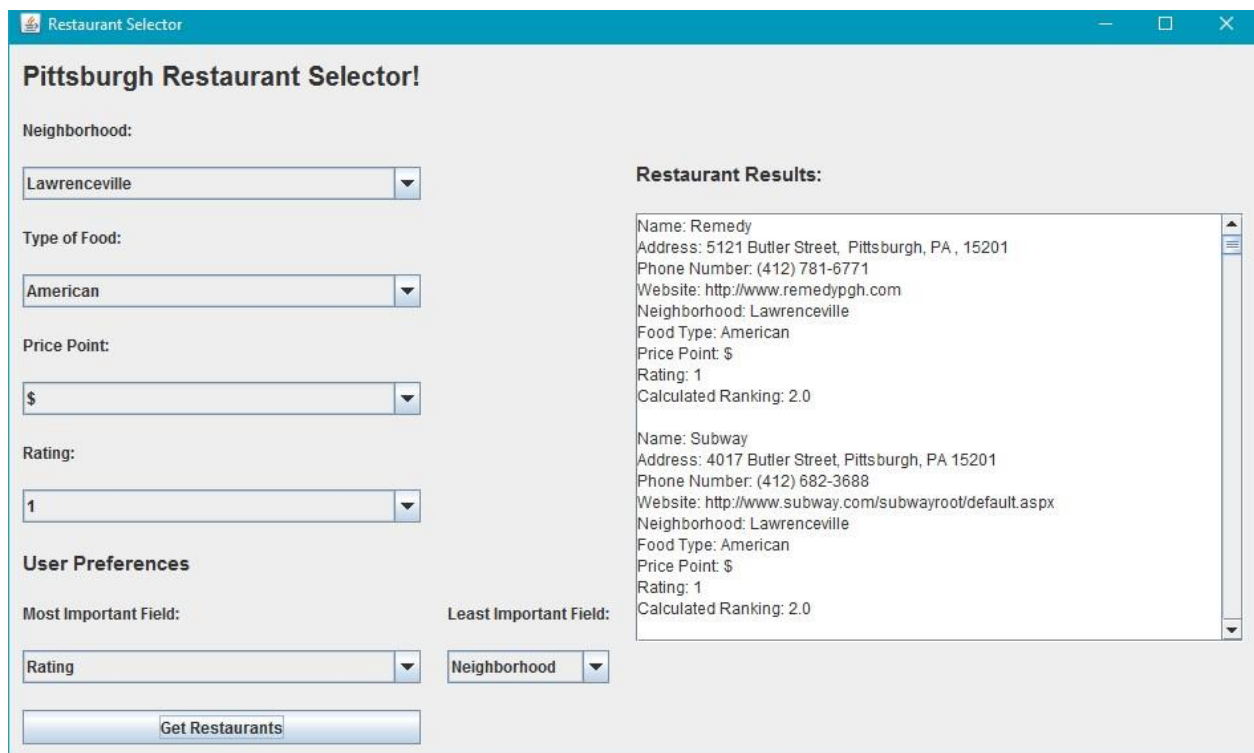 Restaurant Selector
Pittsburgh Restaurant Selector!
Neighborhood:
Lawrenceville
Type of Food:
American
Price Point:
$
Rating:
1
User Preferences
Most Important Field:
Rating
Least Important Field:
Neighborhood
Get Restaurants
Restaurant Results:
Name: Remedy
Address: 5121 Butler Street,  Pittsburgh, PA , 15201
Phone Number: (412) 781-6771
Website: http://www.remedypgh.com
Neighborhood: Lawrenceville
Food Type: American
Price Point: $
Rating: 1
Calculated Ranking: 2.0
Name: Subway
Address: 4017 Butler Street, Pittsburgh, PA 15201
Phone Number: (412) 682-3688
Website: http://www.subway.com/subwayroot/default.aspx
Neighborhood: Lawrenceville
Food Type: American
Price Point: $
Rating: 1
Calculated Ranking: 2.0